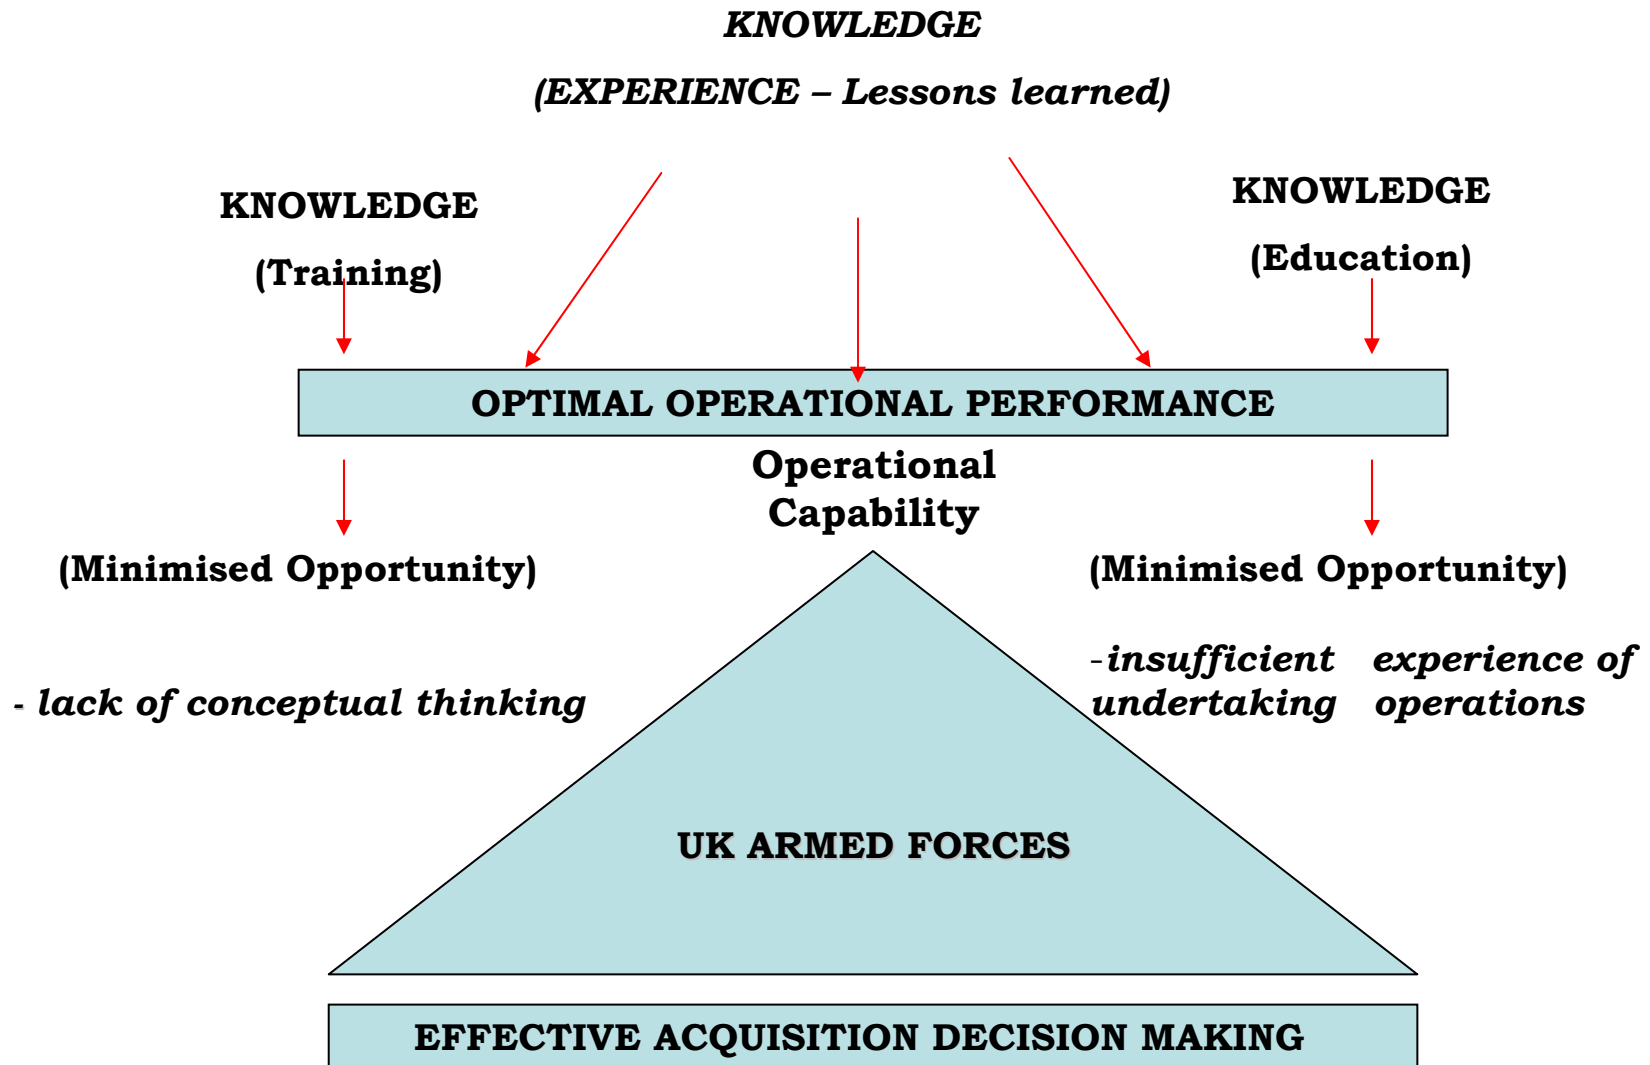 KNOWLEDGE
(EXPERIENCE – Lessons learned)
KNOWLEDGE
(Training)
KNOWLEDGE
(Education)
OPTIMAL OPERATIONAL PERFORMANCE
Operational
Capability
(Minimised Opportunity)
- lack of conceptual thinking
(Minimised Opportunity)
-insufficient experience of
undertaking operations
UK ARMED FORCES
EFFECTIVE ACQUISITION DECISION MAKING